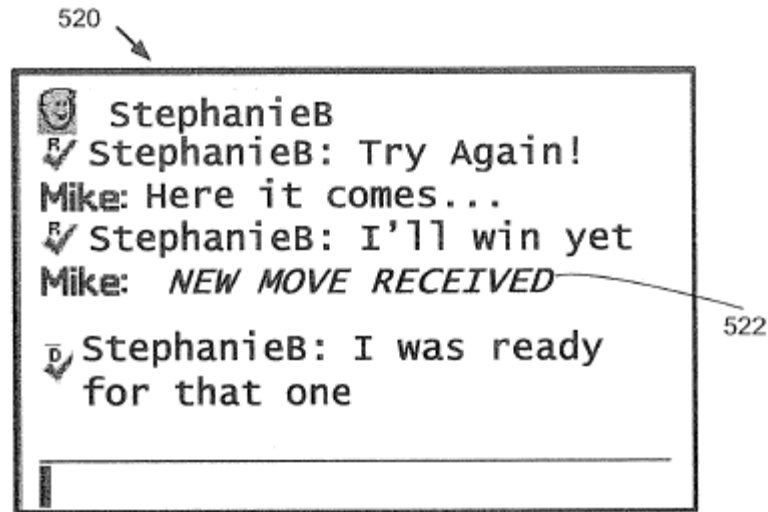 520
StephanieB
R StephanieB: Try Again!
Mike: Here it comes...
R StephanieB: I'll win yet
Mike: NEW MOVE RECEIVED
522
D StephanieB: I was ready
for that one